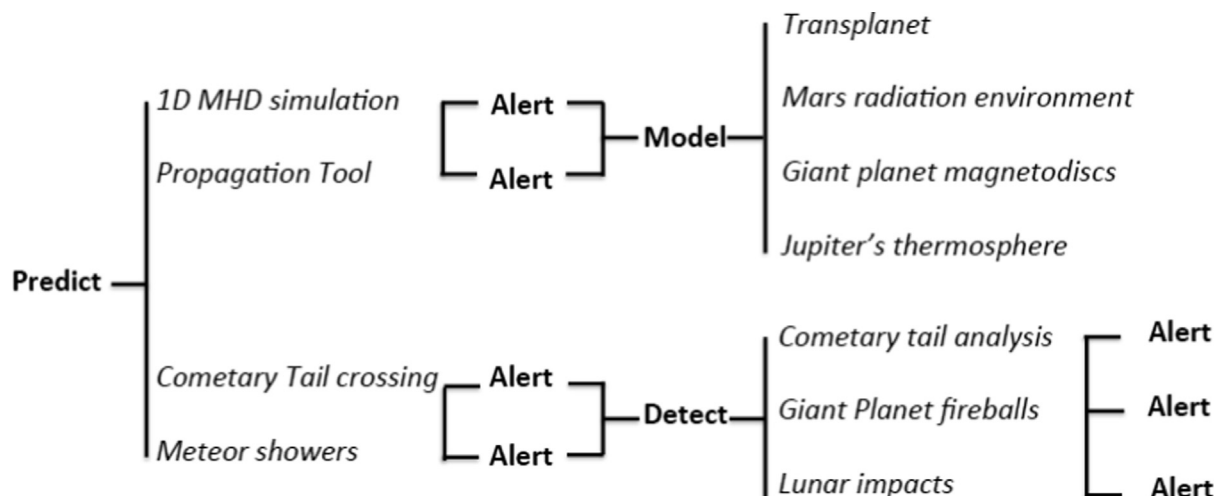 Transplanet
1D MHD simulation Alert Mars radiation environment
Model
Propagation Tool Alert Giant planet magnetodiscs
Jupiter’s thermosphere
Predict
Cometary tail analysis Alert
Cometary Tail crossing Alert
Detect Giant Planet fireballs Alert
Meteor showers Alert
Lunar impacts Alert